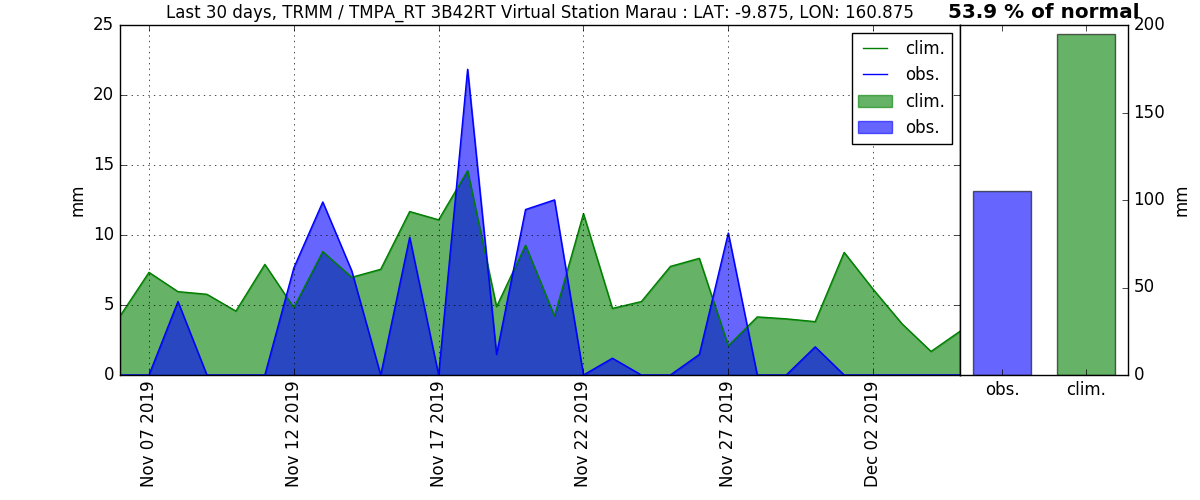 Last 30 days, TRMM / TMPA_RT 3B42RT Virtual Station Marau : LAT: -9.875, LON: 160.875
53.9 % of normal
mm
25
20
15
10
5
0
clim.
obs.
clim.
obs.
Nov 07 2019
Nov 12 2019
Nov 17 2019
Nov 22 2019
Nov 27 2019
Dec 02 2019
obs.
clim.
200
150
100
50
0
mm